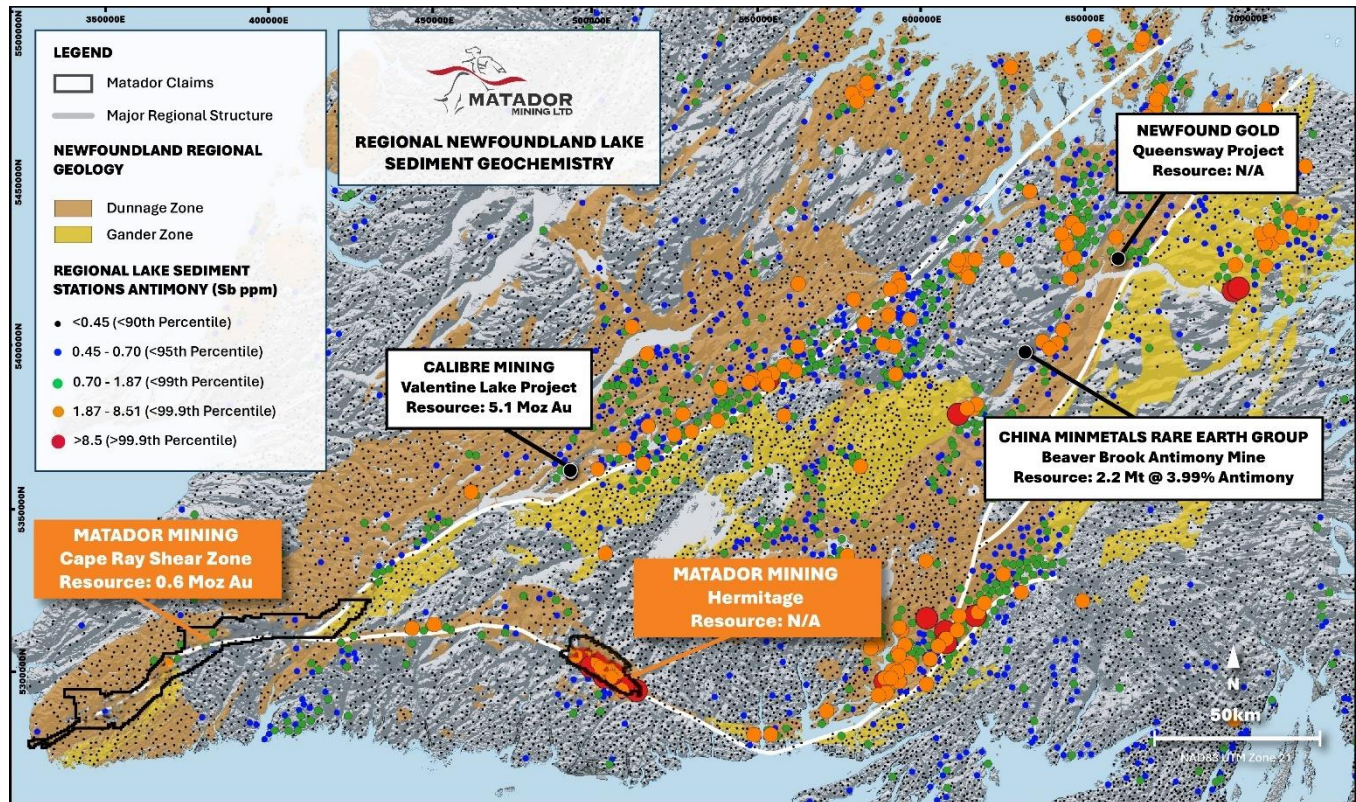 350000E
400000E
450000E
500000E
550000E
600000E
650000E
700000E
5500000N
5450000N
5400000N
5350000N
5300000N
LEGEND
Matador Claims
Major Regional Structure
NEWFOUNDLAND REGIONAL
GEOLOGY
Dunnage Zone
Gander Zone
REGIONAL LAKE SEDIMENT
STATIONS ANTIMONY (Sb ppm)
<0.45 (<90th Percentile)
0.45 - 0.70 (<95th Percentile)
0.70 - 1.87 (<99th Percentile)
1.87 - 8.51 (<99.9th Percentile)
>8.5 (>99.9th Percentile)
MATADOR
MINING LTD
REGIONAL NEWFOUNDLAND LAKE
SEDIMENT GEOCHEMISTRY
NEWFOUND GOLD
Queensway Project
Resource: N/A
CALIBRE MINING
Valentine Lake Project
Resource: 5.1 Moz Au
CHINA MINMETALS RARE EARTH GROUP
Beaver Brook Antimony Mine
Resource: 2.2 Mt @ 3.99% Antimony
MATADOR MINING
Cape Ray Shear Zone
Resource: 0.6 Moz Au
MATADOR MINING
Hermitage
Resource: N/A
N
50km
NAD83 UTM Zone 21